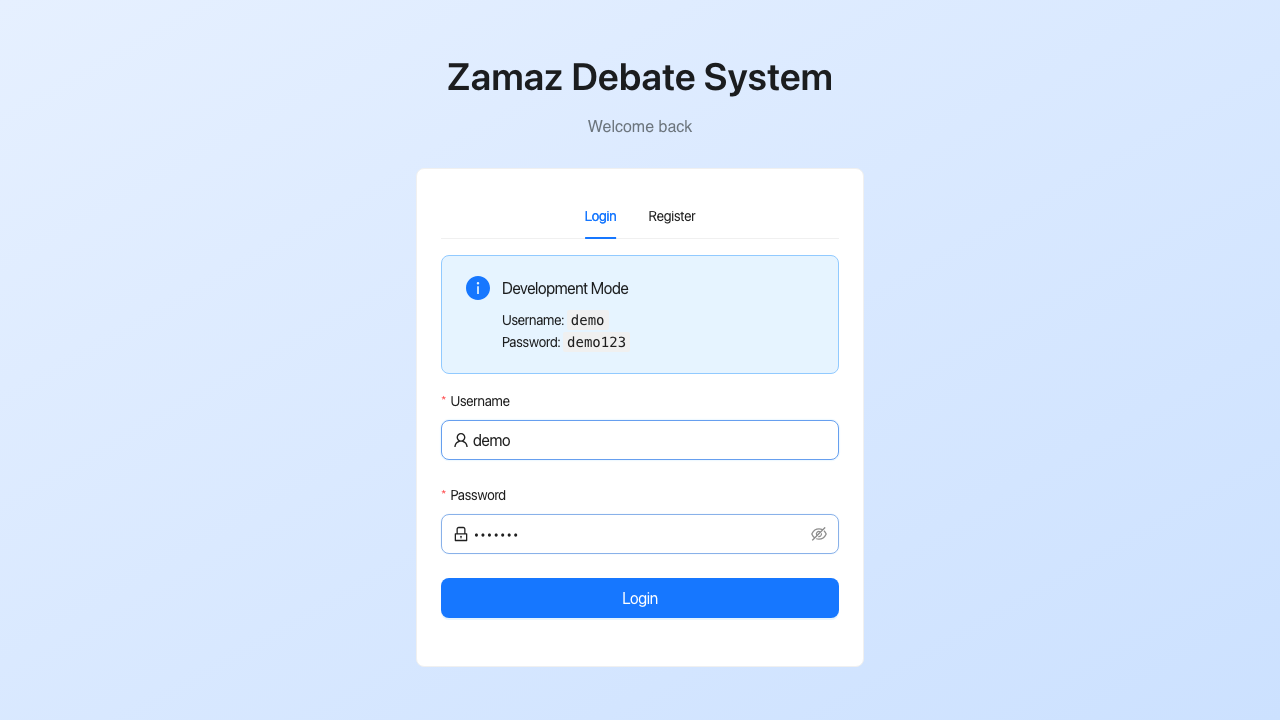 Zamaz Debate System
Welcome back
Login Register
Development Mode
Username: demo
Password: demo123
* Username
demo
* Password
•••••••
Login